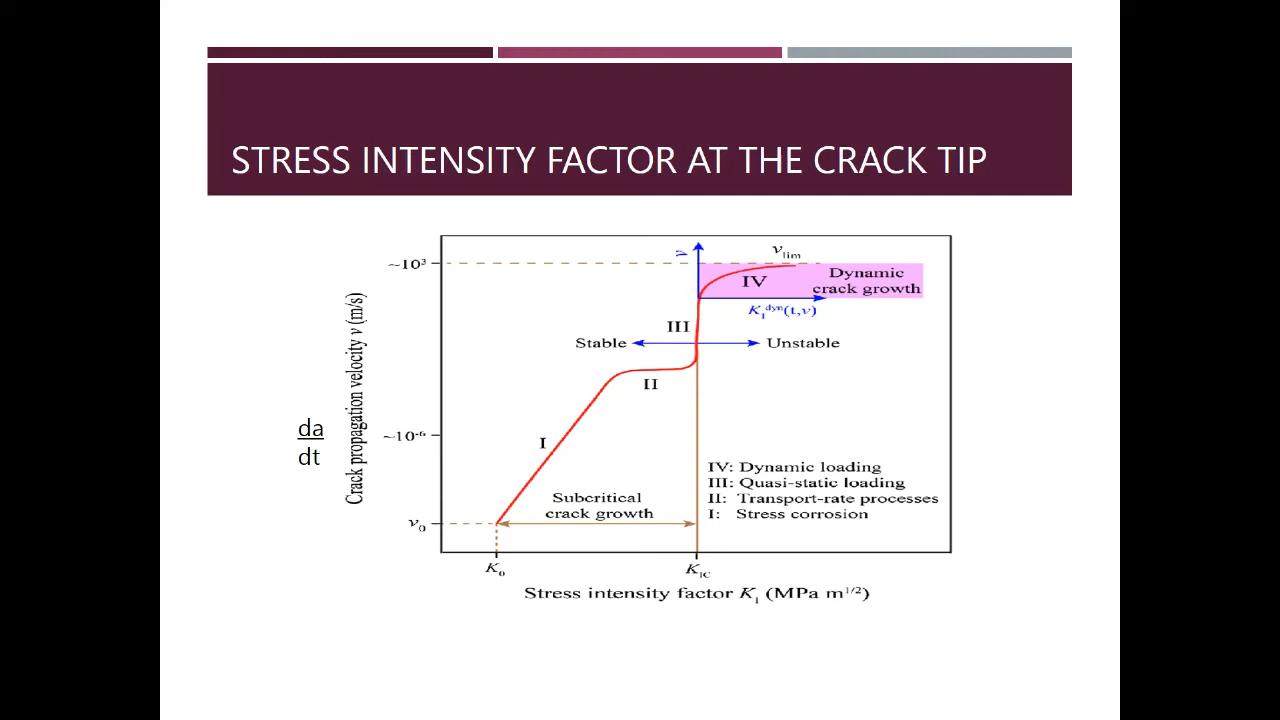 STRESS INTENSITY FACTOR AT THE CRACK TIP
v
v_lim
~10³
IV
Dynamic
crack growth
K_I^dyn(t,v)
III
Stable
Unstable
II
Crack propagation velocity v (m/s)
da
dt
~10⁻⁶
I
IV: Dynamic loading
III: Quasi-static loading
II: Transport-rate processes
I: Stress corrosion
Subcritical
crack growth
v₀
K₀
K_IC
Stress intensity factor K_I (MPa m¹/²)